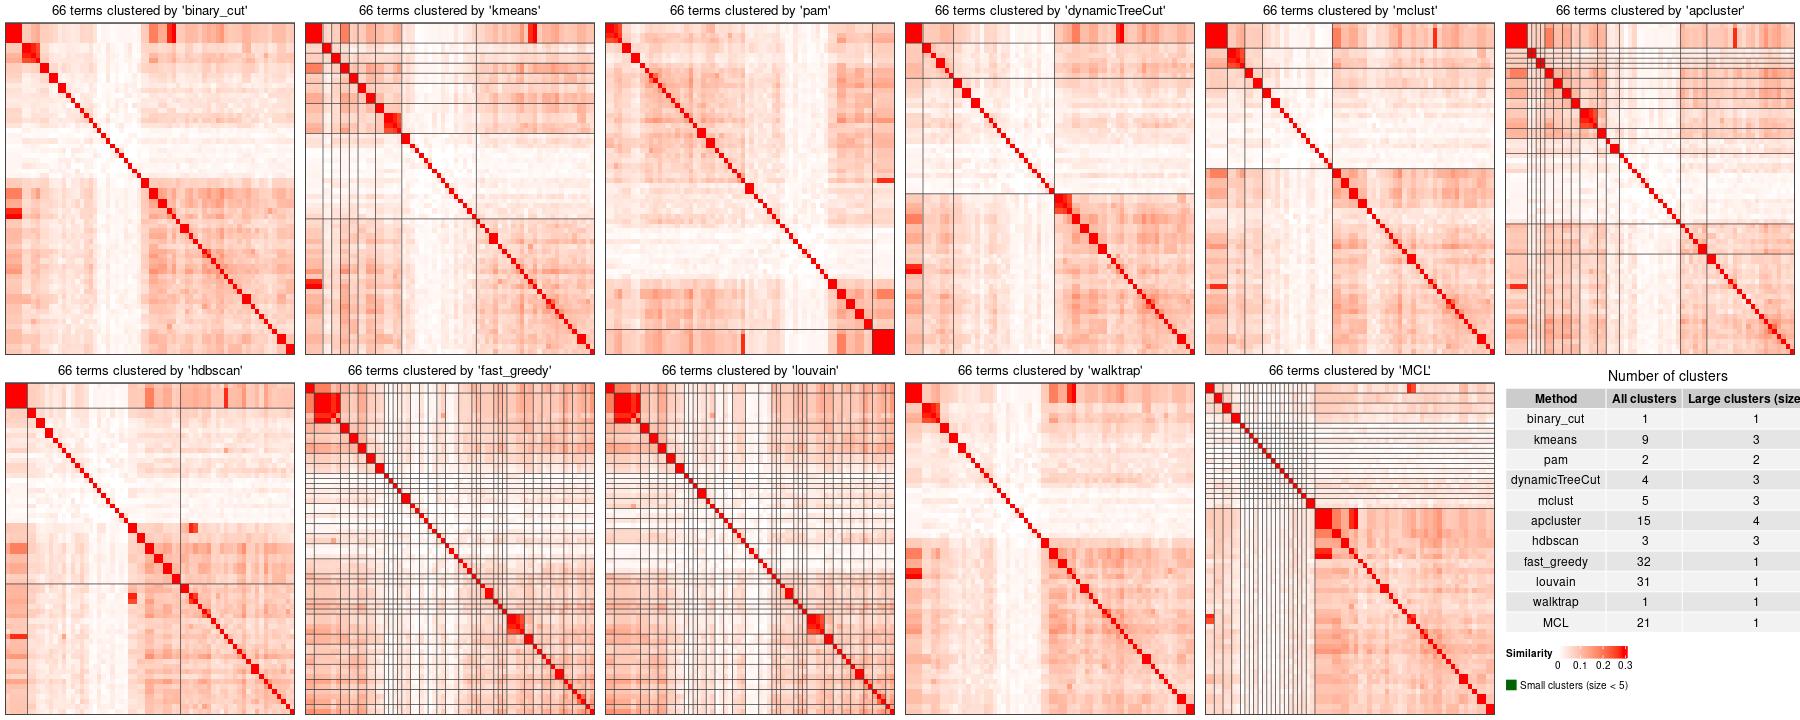 66 terms clustered by 'binary_cut'
66 terms clustered by 'kmeans'
66 terms clustered by 'pam'
66 terms clustered by 'dynamicTreeCut'
66 terms clustered by 'mclust'
66 terms clustered by 'apcluster'
66 terms clustered by 'hdbscan'
66 terms clustered by 'fast_greedy'
66 terms clustered by 'louvain'
66 terms clustered by 'walktrap'
66 terms clustered by 'MCL'
Number of clusters
Method All clusters Large clusters (size
binary_cut 1 1
kmeans 9 3
pam 2 2
dynamicTreeCut 4 3
mclust 5 3
apcluster 15 4
hdbscan 3 3
fast_greedy 32 1
louvain 31 1
walktrap 1 1
MCL 21 1
Similarity
0 0.1 0.2 0.3
Small clusters (size < 5)